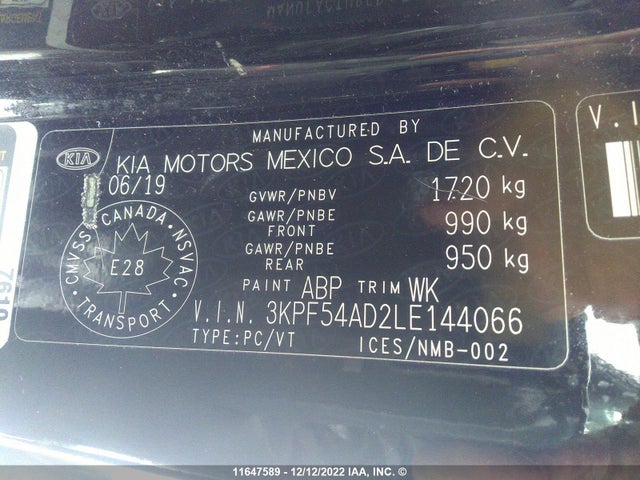 MANUFACTURED BY
KIA
KIA MOTORS MEXICO S.A. DE C.V.
06/19
GVWR/PNBV 1720 kg
GAWR/PNBE FRONT 990 kg
GAWR/PNBE REAR 950 kg
PAINT ABP TRIM WK
CANADA
CMVSS NSVAC
E28
TRANSPORT
V.I.N. 3KPF54AD2LE144066
TYPE:PC/VT ICES/NMB-002
V.I
7619
11647589 - 12/12/2022 IAA, INC. ©